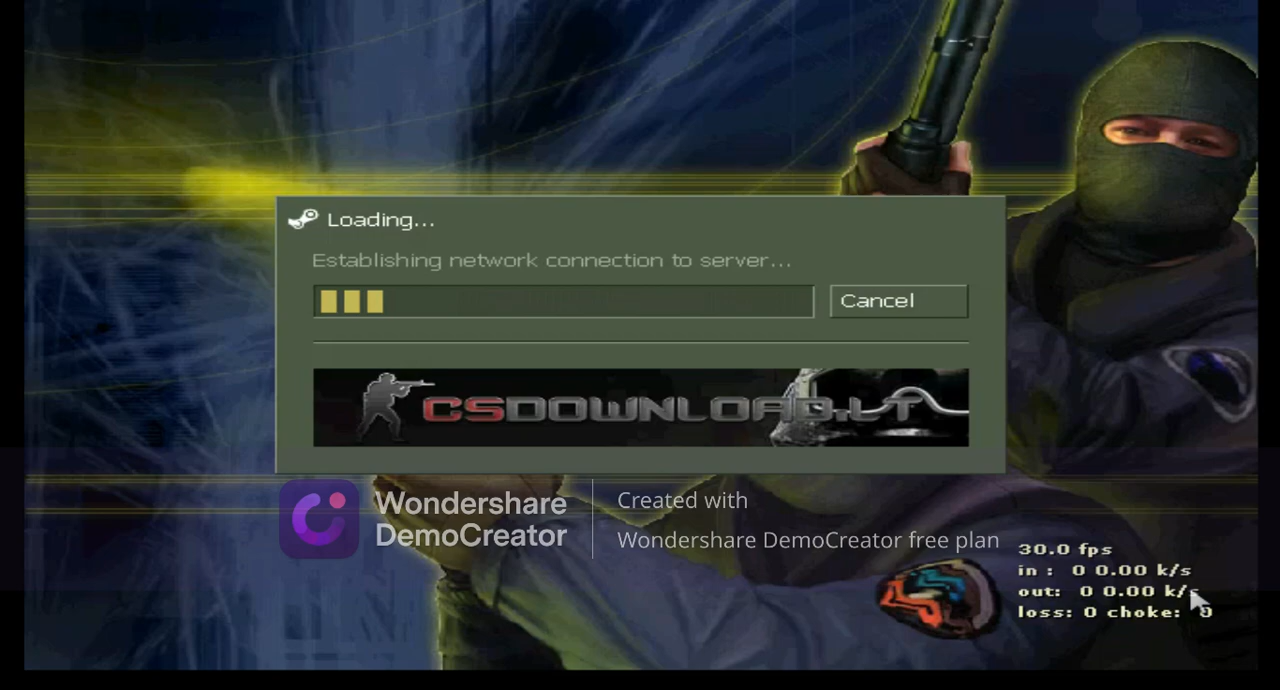 Loading...
Establishing network connection to server...
Cancel
CSDOWNLOAD.LT
Wondershare
DemoCreator
Created with
Wondershare DemoCreator free plan
30.0 fps
in : 0 0.00 k/s
out: 0 0.00 k/s
loss: 0 choke: 0